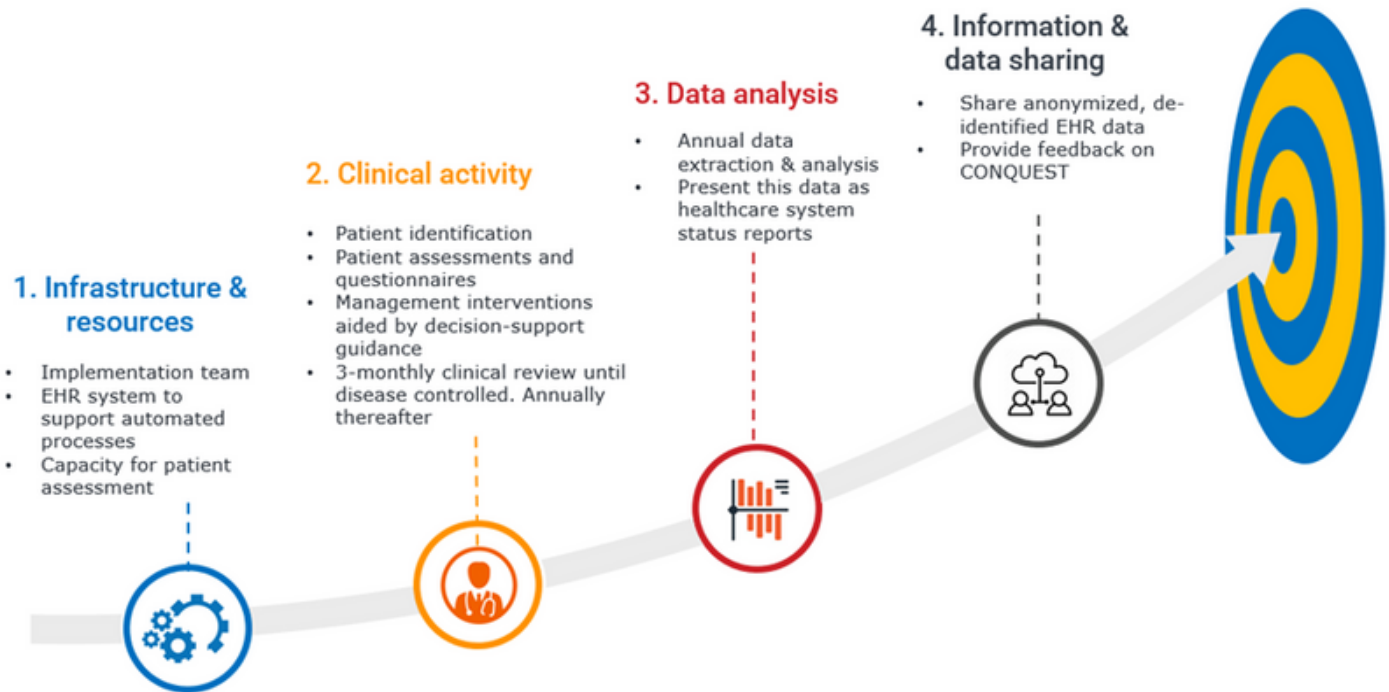 1. Infrastructure &
resources
• Implementation team
• EHR system to
support automated
processes
• Capacity for patient
assessment
2. Clinical activity
• Patient identification
• Patient assessments and
questionnaires
• Management interventions
aided by decision-support
guidance
• 3-monthly clinical review until
disease controlled. Annually
thereafter
3. Data analysis
• Annual data
extraction & analysis
• Present this data as
healthcare system
status reports
4. Information &
data sharing
• Share anonymized, de-
identified EHR data
• Provide feedback on
CONQUEST